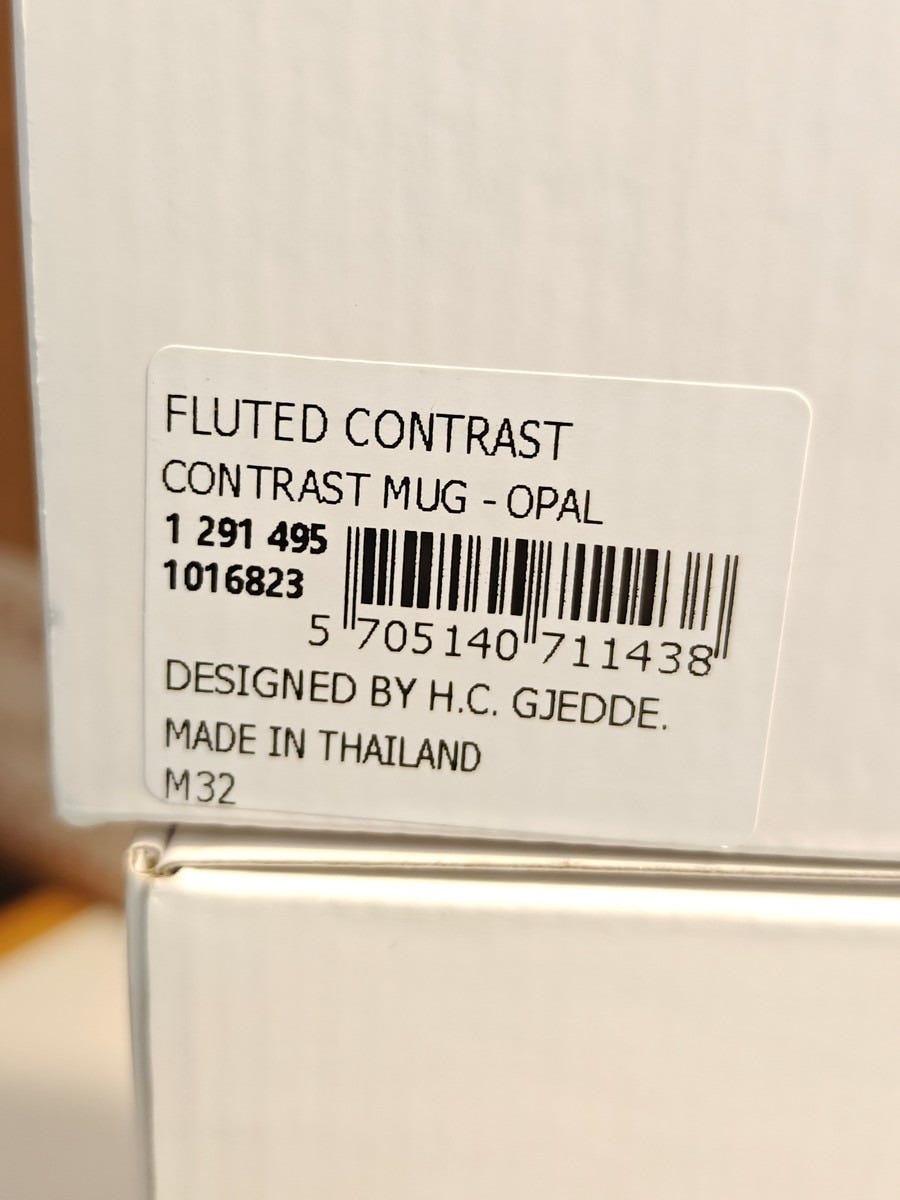 FLUTED CONTRAST
CONTRAST MUG - OPAL
1 291 495
1016823
5 705140 711438
DESIGNED BY H.C. GJEDDE.
MADE IN THAILAND
M32